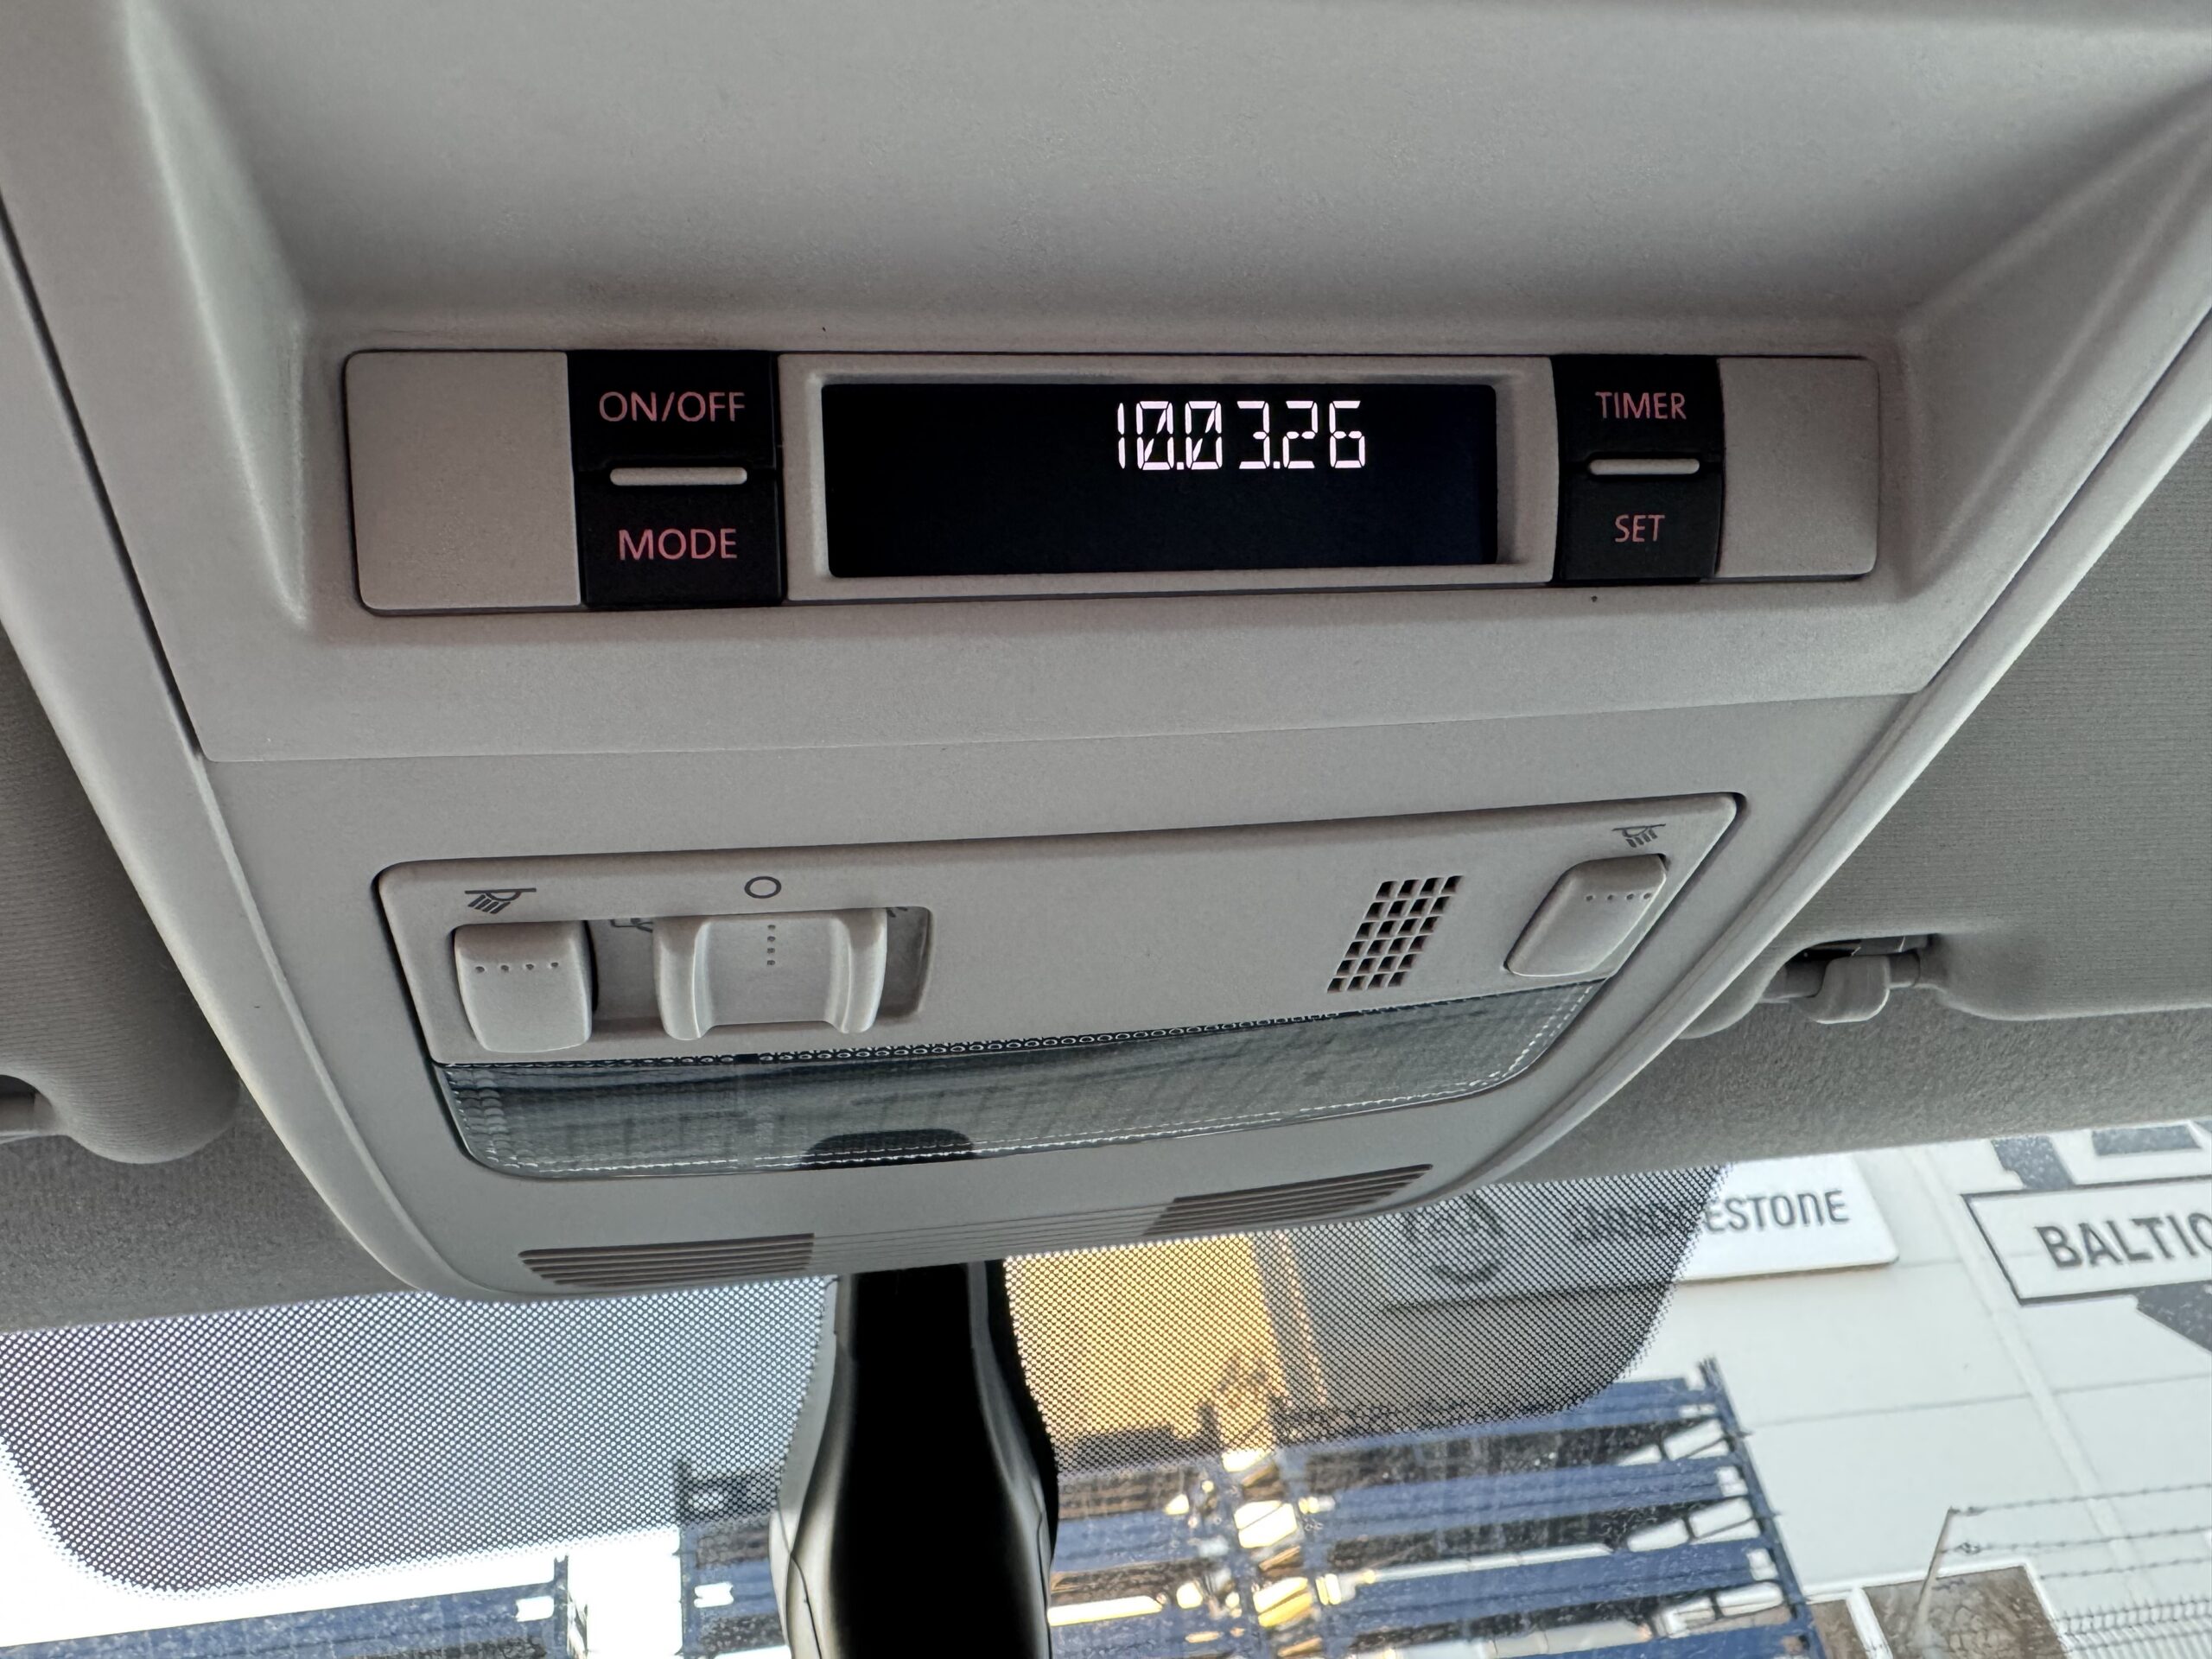 ON/OFF
MODE
10.03.26
TIMER
SET
BALTIC